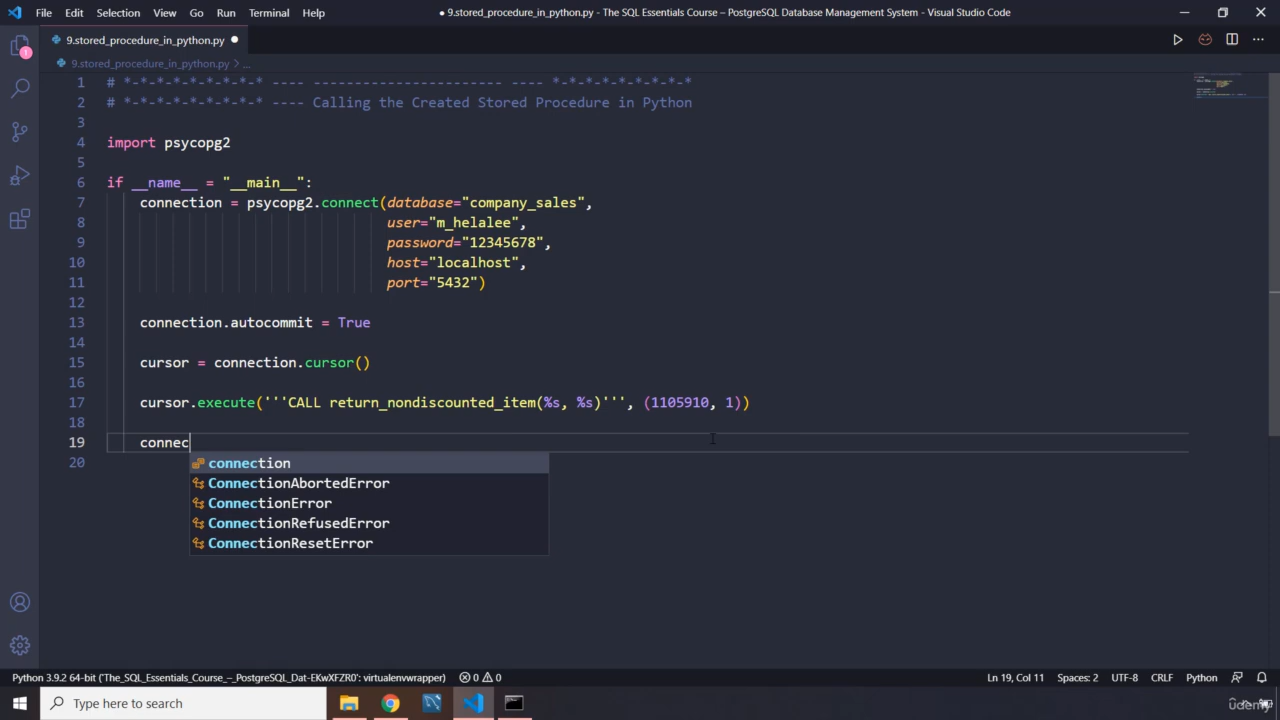 File Edit Selection View Go Run Terminal Help
● 9.stored_procedure_in_python.py - The SQL Essentials Course – PostgreSQL Database Management System - Visual Studio Code
9.stored_procedure_in_python.py ●
9.stored_procedure_in_python.py > ...
1
1 # *-*-*-*-*-*-*-* ---- ----------------------- ---- *-*-*-*-*-*-*-*-*
2 # *-*-*-*-*-*-*-* ---- Calling the Created Stored Procedure in Python
3
4 import psycopg2
5
6 if __name__ = "__main__":
7 connection = psycopg2.connect(database="company_sales",
8 user="m_helalee",
9 password="12345678",
10 host="localhost",
11 port="5432")
12
13 connection.autocommit = True
14
15 cursor = connection.cursor()
16
17 cursor.execute('''CALL return_nondiscounted_item(%s, %s)''', (1105910, 1))
18
19 connec
20
connection
ConnectionAbortedError
ConnectionError
ConnectionRefusedError
ConnectionResetError
Python 3.9.2 64-bit ('The_SQL_Essentials_Course_–_PostgreSQL_Dat-EKwXFZR0': virtualenvwrapper) 0 0 Ln 19, Col 11 Spaces: 2 UTF-8 CRLF Python
Type here to search
Udemy